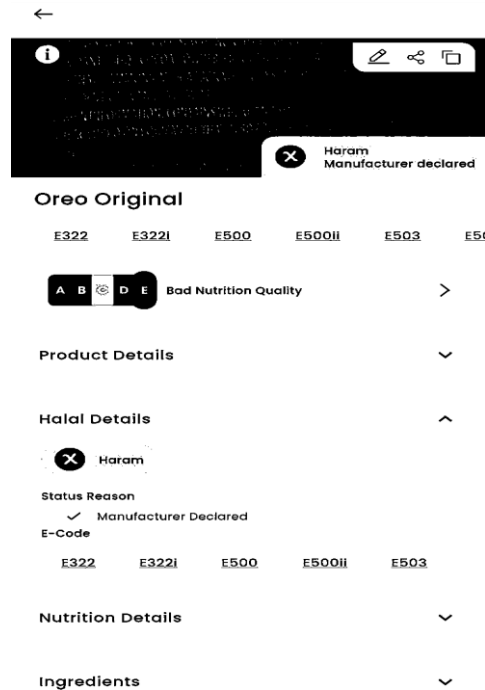 Haram
Manufacturer declared
Oreo Original
E322 E322i E500 E500ii E503
A B D E Bad Nutrition Quality
Product Details
Halal Details
Haram
Status Reason
Manufacturer Declared
E-Code
E322 E322i E500 E500ii E503
Nutrition Details
Ingredients